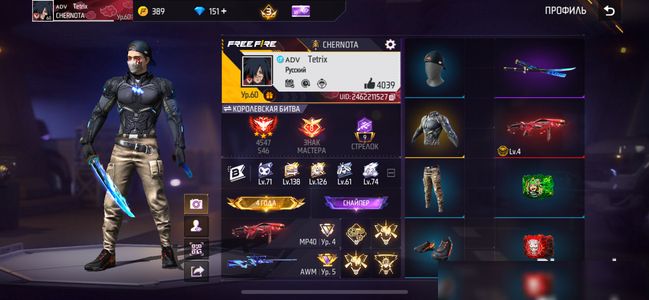 ADV Tetrix
CHERNOTA
Ур.60
389
151 +
3
ПРОФИЛЬ
FREE FIRE
CHERNOTA
ADV Tetrix
Русский
4039
Ур.60
UID: 2462211527
КОРОЛЕВСКАЯ БИТВА
4547
546
ЗНАК
МАСТЕРА
9
СТРЕЛОК
Lv.71
Lv.138
Lv.126
Lv.61
Lv.74
4 ГОДА
СНАЙПЕР
MP40 Ур. 4
AWM Ур. 5
Lv.4